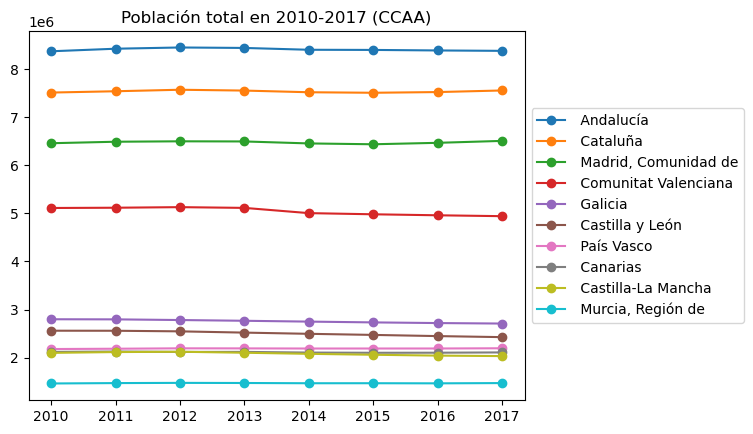 Población total en 2010-2017 (CCAA)
1e6
8
7
6
5
4
3
2
2010 2011 2012 2013 2014 2015 2016 2017
Andalucía
Cataluña
Madrid, Comunidad de
Comunitat Valenciana
Galicia
Castilla y León
País Vasco
Canarias
Castilla-La Mancha
Murcia, Región de